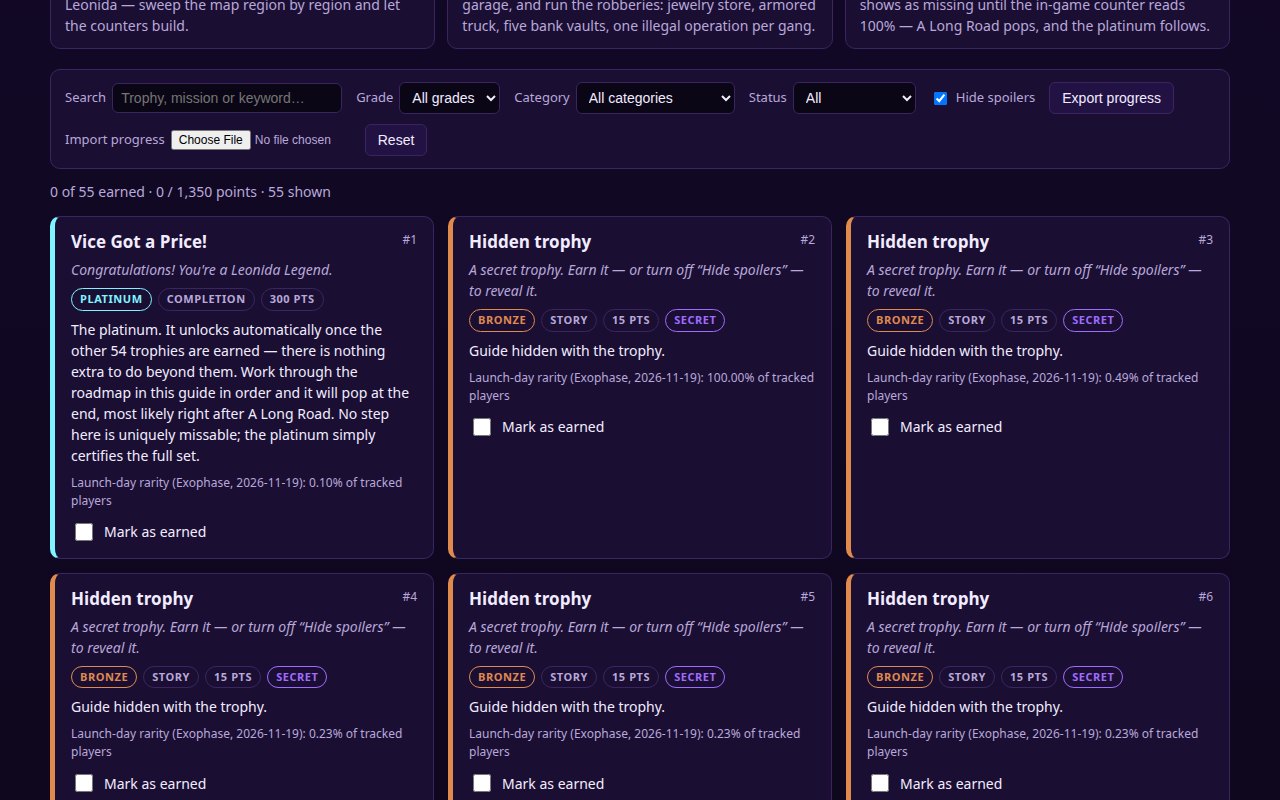 Leonida — sweep the map region by region and let
the counters build.
garage, and run the robberies: jewelry store, armored
truck, five bank vaults, one illegal operation per gang.
shows as missing until the in-game counter reads
100% — A Long Road pops, and the platinum follows.
Search Trophy, mission or keyword… Grade All grades Category All categories Status All Hide spoilers Export progress
Import progress Choose File No file chosen Reset
0 of 55 earned · 0 / 1,350 points · 55 shown
Vice Got a Price! #1
Congratulations! You're a Leonida Legend.
PLATINUM COMPLETION 300 PTS
The platinum. It unlocks automatically once the
other 54 trophies are earned — there is nothing
extra to do beyond them. Work through the
roadmap in this guide in order and it will pop at the
end, most likely right after A Long Road. No step
here is uniquely missable; the platinum simply
certifies the full set.
Launch-day rarity (Exophase, 2026-11-19): 0.10% of tracked
players
Mark as earned
Hidden trophy #2
A secret trophy. Earn it — or turn off “Hide spoilers” —
to reveal it.
BRONZE STORY 15 PTS SECRET
Guide hidden with the trophy.
Launch-day rarity (Exophase, 2026-11-19): 100.00% of tracked
players
Mark as earned
Hidden trophy #3
A secret trophy. Earn it — or turn off “Hide spoilers” —
to reveal it.
BRONZE STORY 15 PTS SECRET
Guide hidden with the trophy.
Launch-day rarity (Exophase, 2026-11-19): 0.49% of tracked
players
Mark as earned
Hidden trophy #4
A secret trophy. Earn it — or turn off “Hide spoilers” —
to reveal it.
BRONZE STORY 15 PTS SECRET
Guide hidden with the trophy.
Launch-day rarity (Exophase, 2026-11-19): 0.23% of tracked
players
Mark as earned
Hidden trophy #5
A secret trophy. Earn it — or turn off “Hide spoilers” —
to reveal it.
BRONZE STORY 15 PTS SECRET
Guide hidden with the trophy.
Launch-day rarity (Exophase, 2026-11-19): 0.23% of tracked
players
Mark as earned
Hidden trophy #6
A secret trophy. Earn it — or turn off “Hide spoilers” —
to reveal it.
BRONZE STORY 15 PTS SECRET
Guide hidden with the trophy.
Launch-day rarity (Exophase, 2026-11-19): 0.23% of tracked
players
Mark as earned